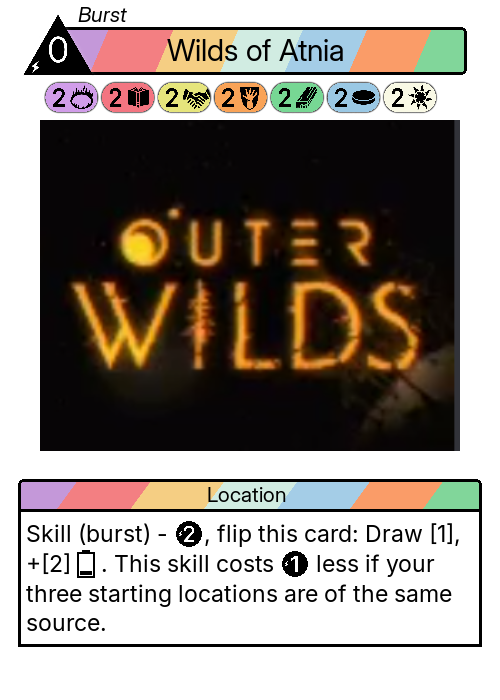 Burst
0
Wilds of Atnia
2 2 2 2 2 2 2
OUTER
WILDS
Location
Skill (burst) - 2, flip this card: Draw [1],
+[2] . This skill costs 1 less if your
three starting locations are of the same
source.